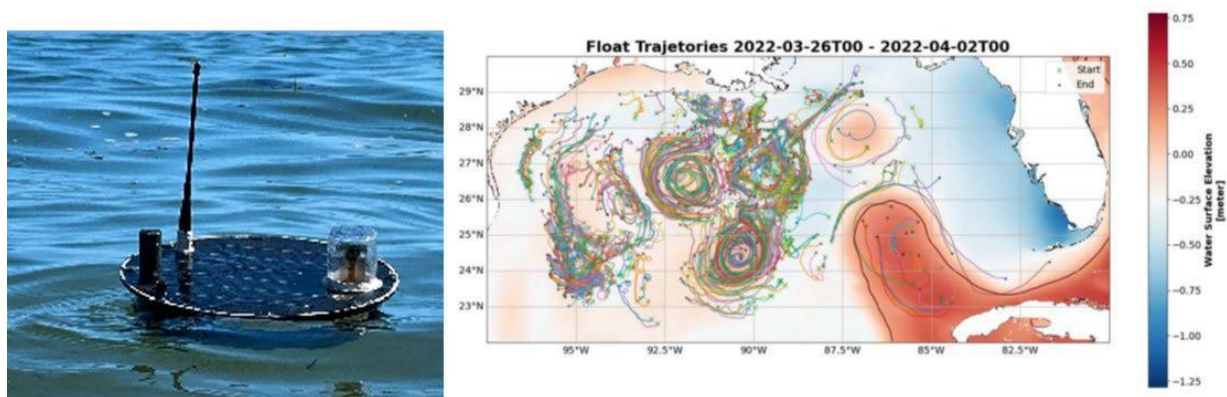 Float Trajetories 2022-03-26T00 - 2022-04-02T00
Start
End
29°N
28°N
27°N
26°N
25°N
24°N
23°N
95°W
92.5°W
90°W
87.5°W
85°W
82.5°W
0.75
0.50
0.25
0.00
-0.25
-0.50
-0.75
-1.00
-1.25
Water Surface Elevation
[meter]